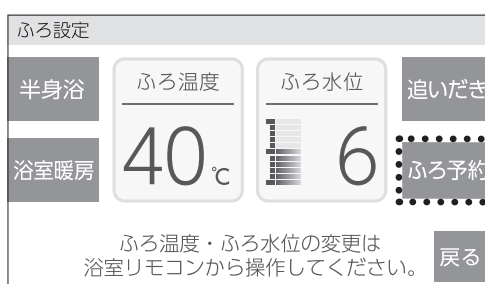 ふろ設定
半身浴
ふろ温度
ふろ水位
追いだき
浴室暖房
40℃
6
ふろ予約
ふろ温度・ふろ水位の変更は
浴室リモコンから操作してください。
戻る